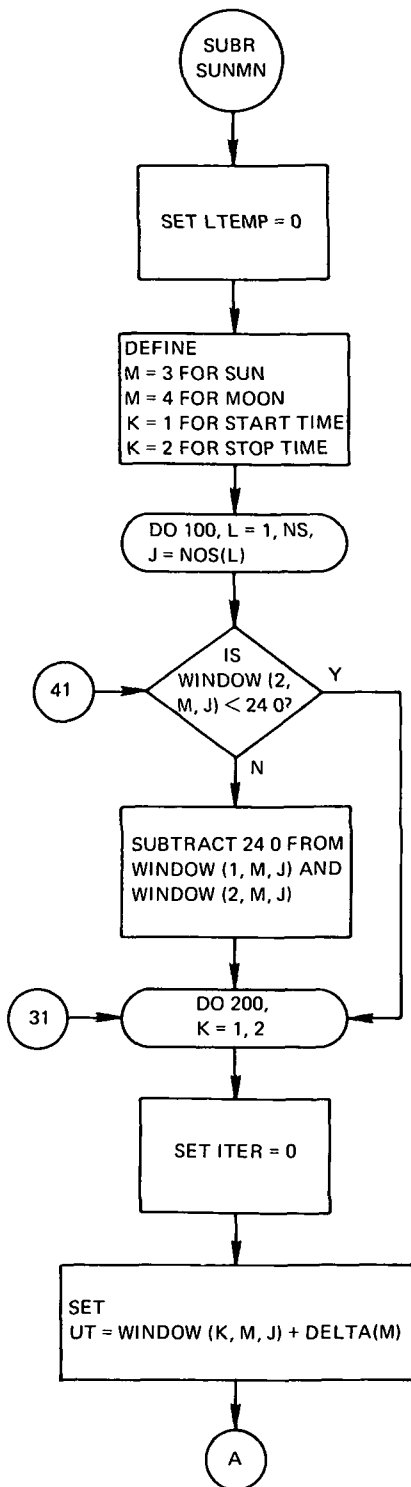 SUBR
SUNMN
SET LTEMP = 0
DEFINE
M = 3 FOR SUN
M = 4 FOR MOON
K = 1 FOR START TIME
K = 2 FOR STOP TIME
DO 100, L = 1, NS,
J = NOS(L)
41
IS
WINDOW (2,
M, J) < 24 0?
Y
N
SUBTRACT 24 0 FROM
WINDOW (1, M, J) AND
WINDOW (2, M, J)
31
DO 200,
K = 1, 2
SET ITER = 0
SET
UT = WINDOW (K, M, J) + DELTA(M)
A